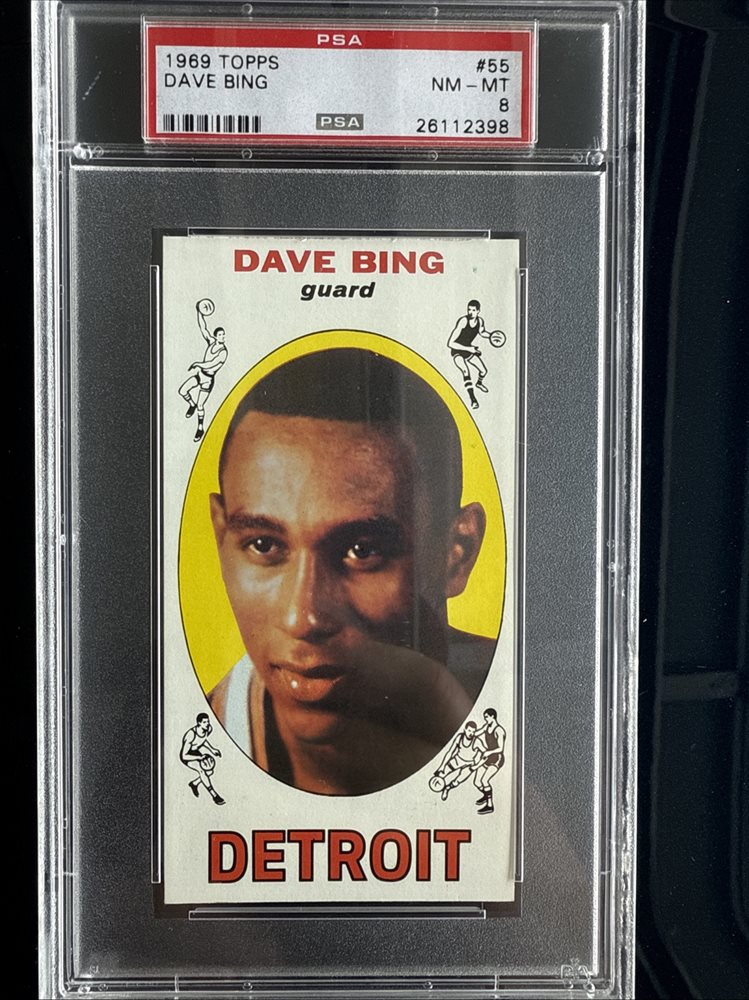 PSA
1969 TOPPS #55
DAVE BING NM - MT
8
PSA 26112398
DAVE BING
guard
DETROIT